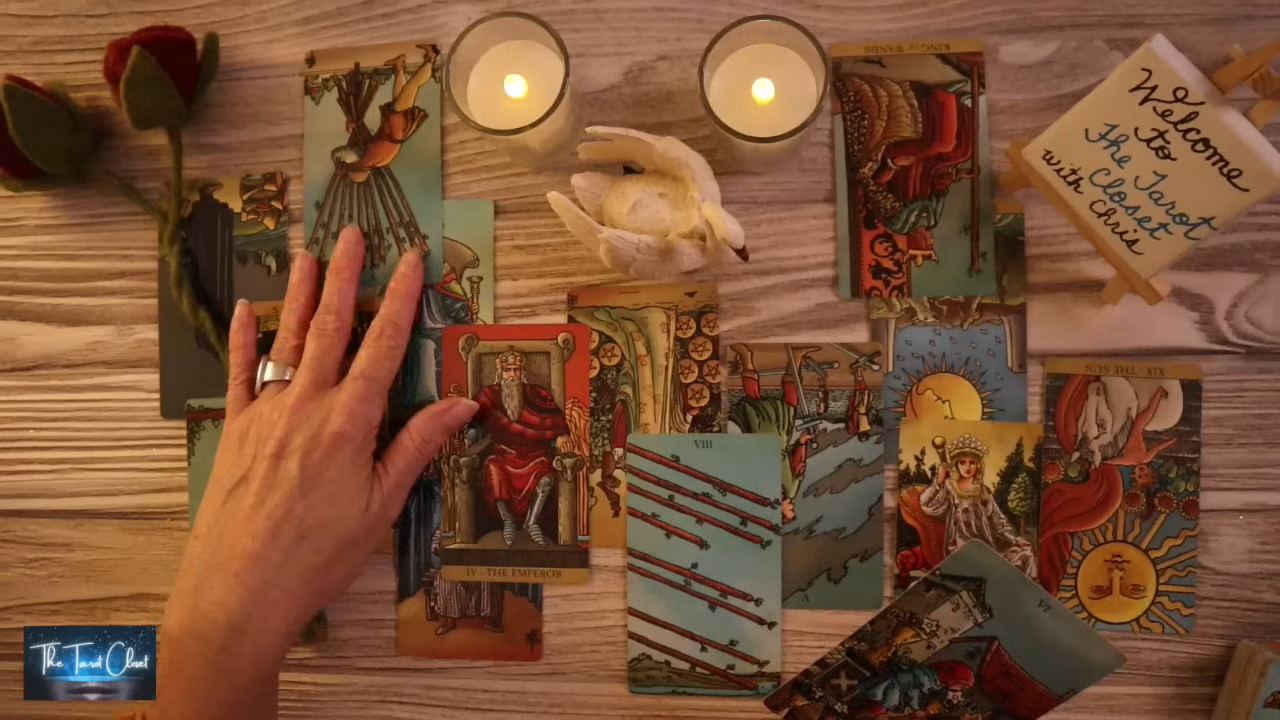 KING OF WANDS
Welcome
to
The Tarot
Closet
with Chris
XIX · THE SUN
VIII
IV - THE EMPEROR
VI
The Tarot Closet